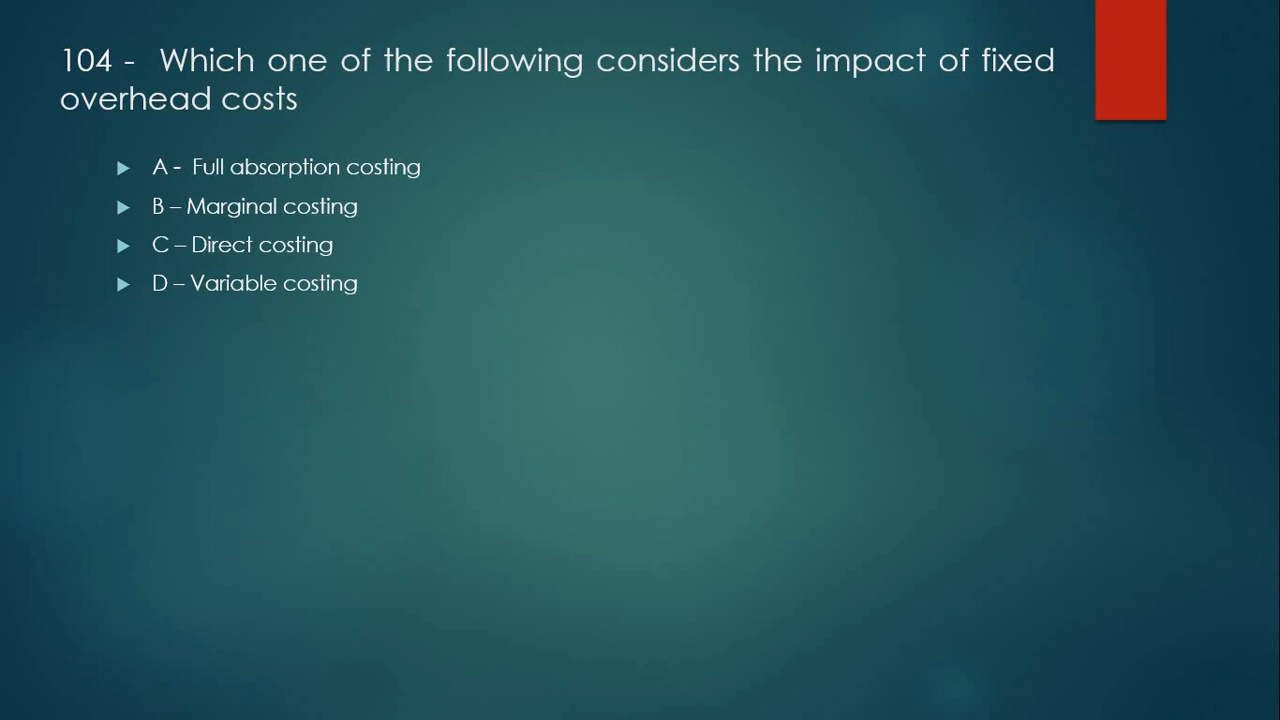 104 - Which one of the following considers the impact of fixed
overhead costs
A - Full absorption costing
B – Marginal costing
C – Direct costing
D – Variable costing